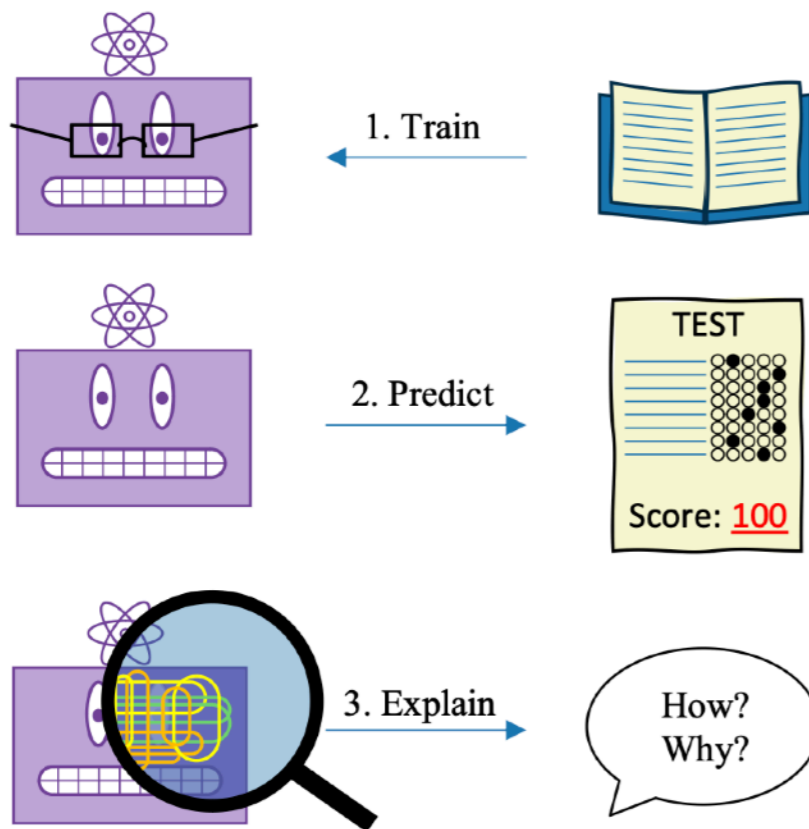 1. Train
2. Predict
TEST
Score: 100
3. Explain
How?
Why?